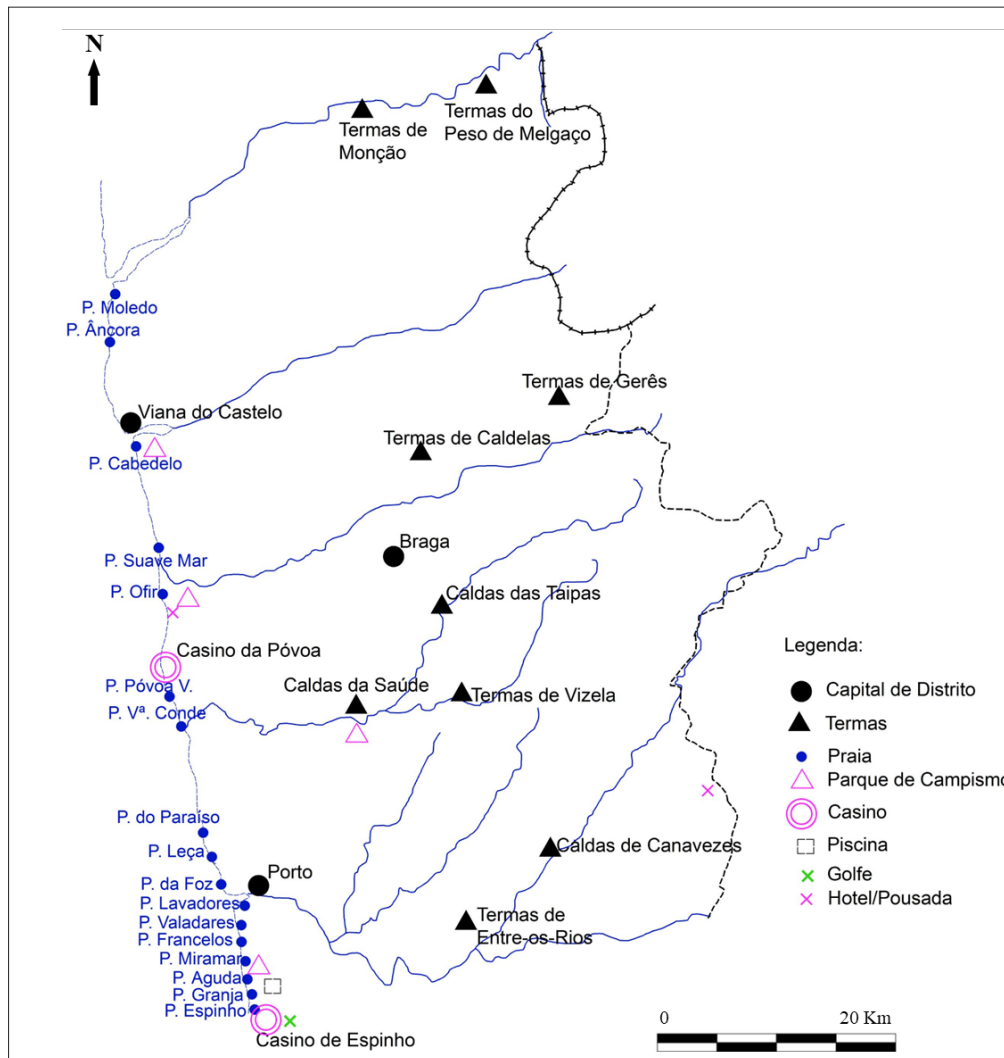 N
Termas de
Monção
Termas do
Peso de Melgaço
P. Moledo
P. Âncora
Viana do Castelo
P. Cabedelo
Termas de Gerês
Termas de Caldelas
P. Suave Mar
P. Ofir
Braga
Caldas das Taipas
Casino da Póvoa
P. Póvoa V.
P. Vª. Conde
Caldas da Saúde
Termas de Vizela
P. do Paraíso
P. Leça
P. da Foz
Porto
P. Lavadores
P. Valadares
P. Francelos
P. Miramar
P. Aguda
P. Granja
P. Espinho
Casino de Espinho
Caldas de Canavezes
Termas de
Entre-os-Rios
Legenda:
Capital de Distrito
Termas
Praia
Parque de Campismo
Casino
Piscina
Golfe
Hotel/Pousada
0 20 Km